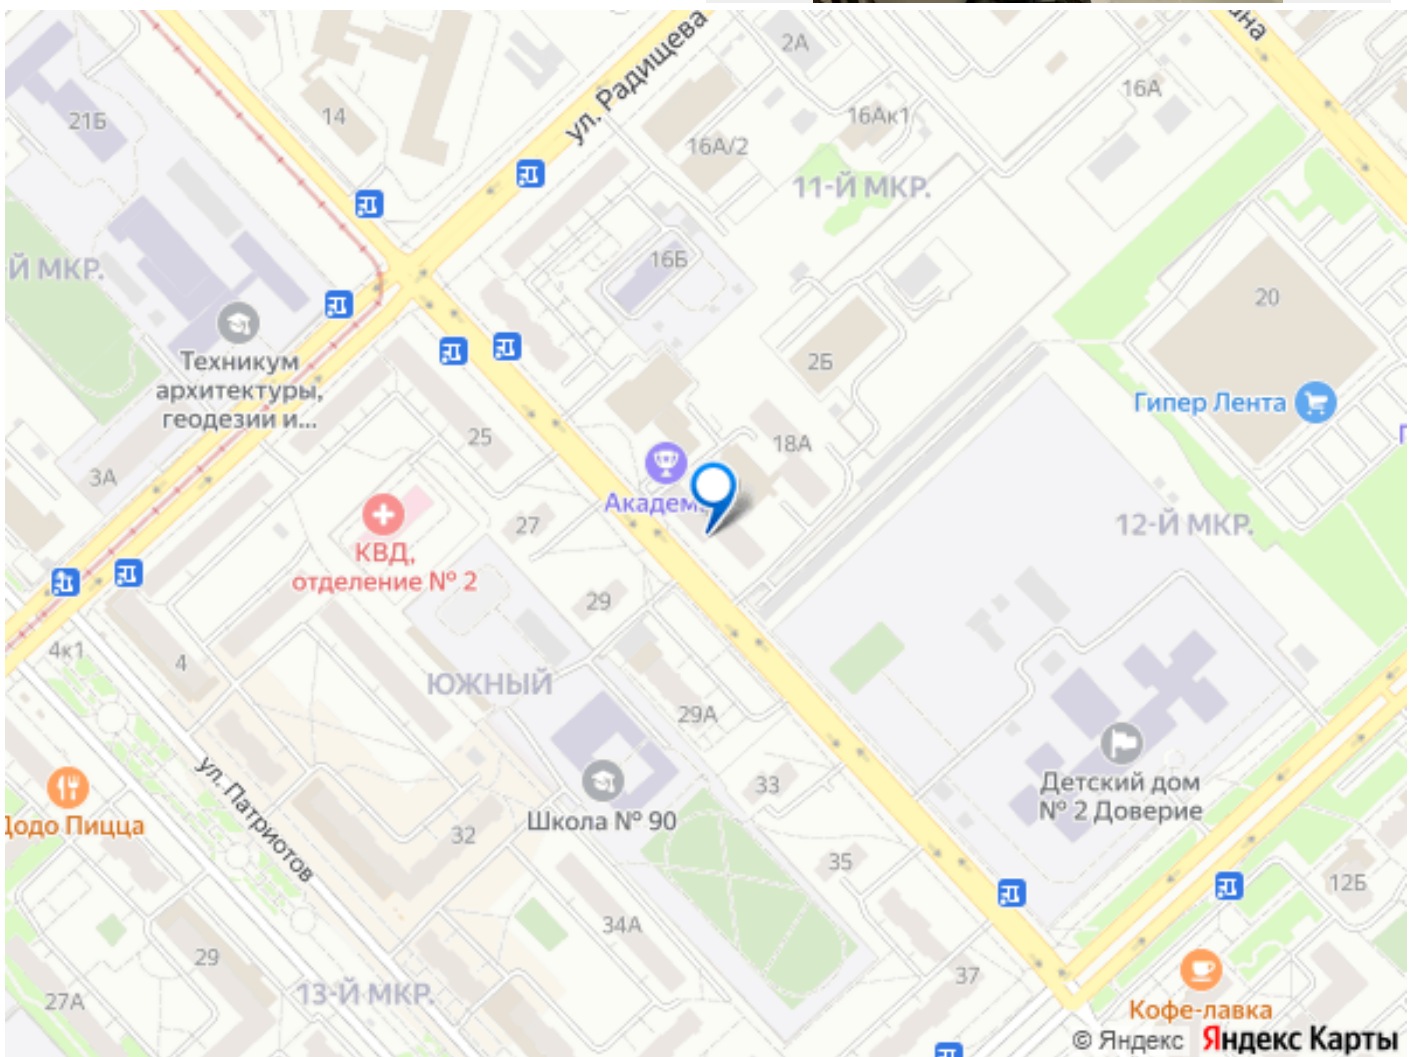 ана
2А
ул. Радищева
16А
14
16Ак1
21Б
16А/2
11-Й МКР.
16Б
Й МКР.
20
Техникум
архитектуры,
геодезии и...
2Б
Гипер Лента
25
18А
3А
Академ
27
12-Й МКР.
КВД,
отделение № 2
29
4к1
4
ЮЖНЫЙ
29А
ул. Патриотов
33
Детский дом
№ 2 Доверие
Додо Пицца
32
Школа № 90
35
12Б
34А
29
37
27А
13-Й МКР.
Кофе-лавка
© Яндекс Яндекс Карты